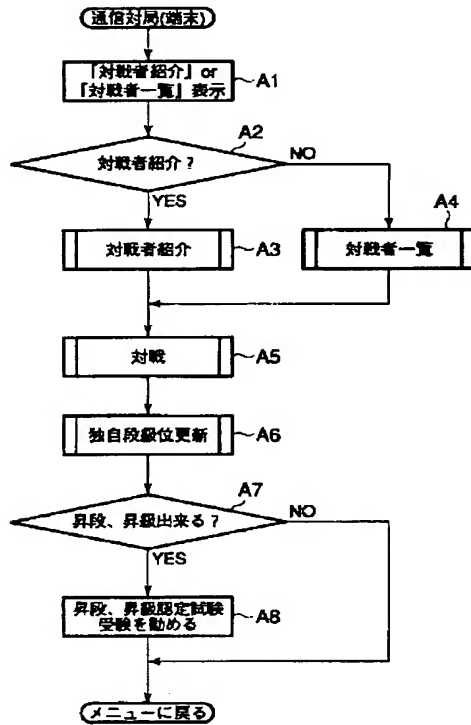 通信対局(端末)
「対戦者紹介」or
「対戦者一覧」表示
A1
A2
対戦者紹介?
NO
YES
A4
対戦者紹介
A3
対戦者一覧
対戦
A5
独自段級位更新
A6
A7
昇段、昇級出来る?
NO
YES
昇段、昇級認定試験
受験を勧める
A8
メニューに戻る